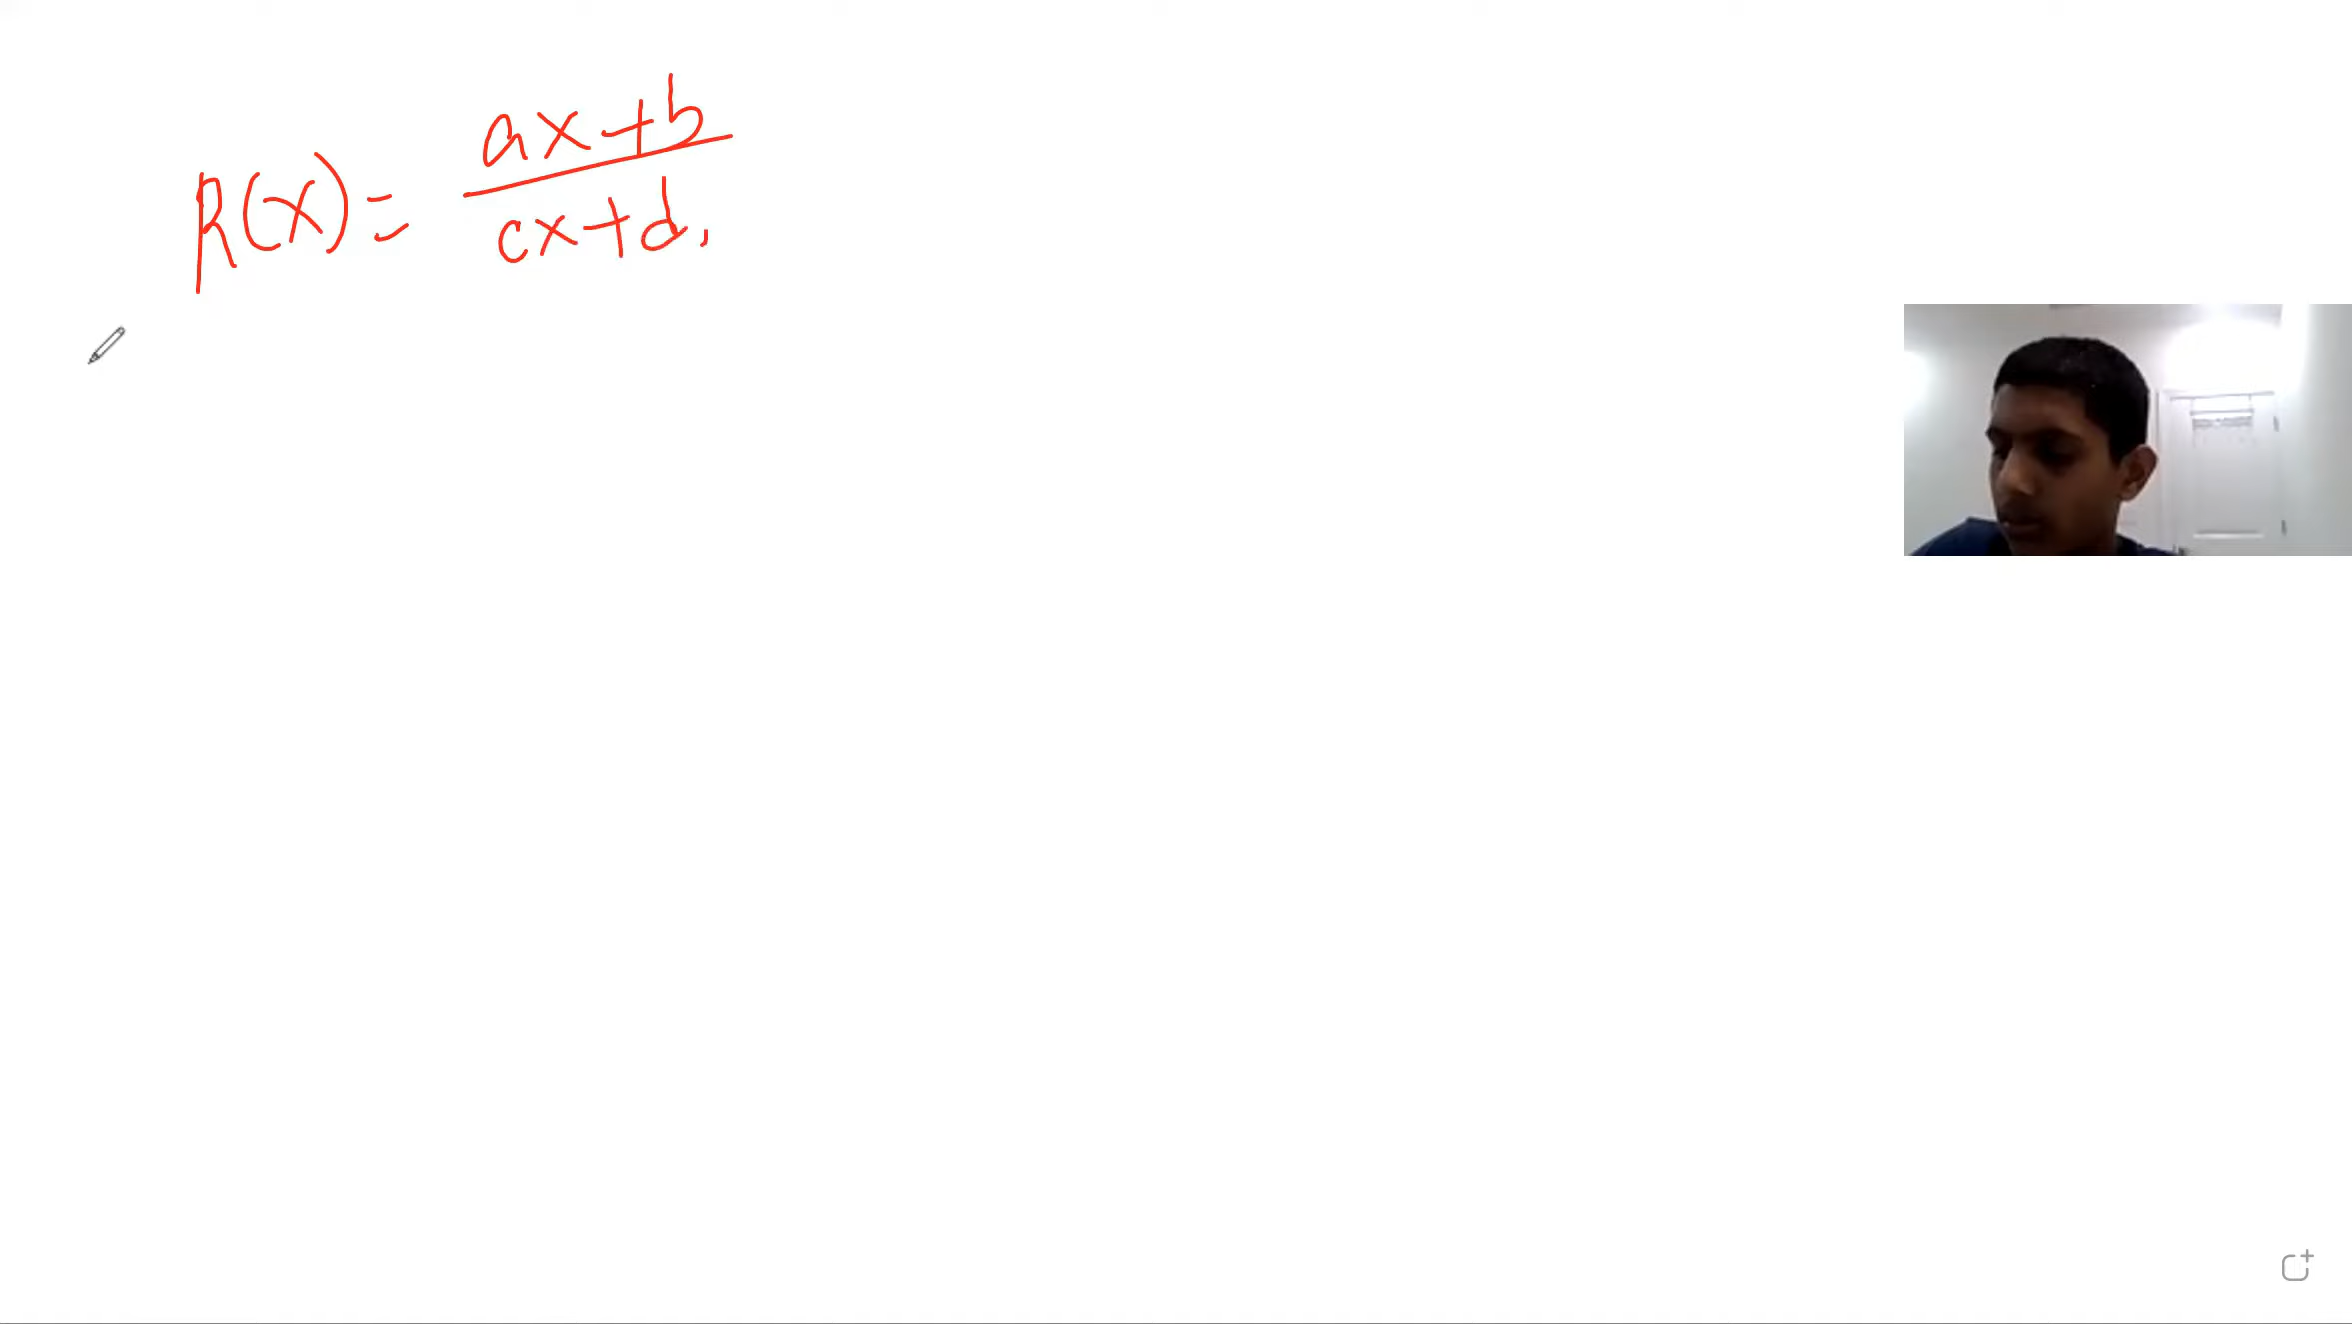 R(x) = ax+b
cx+d,